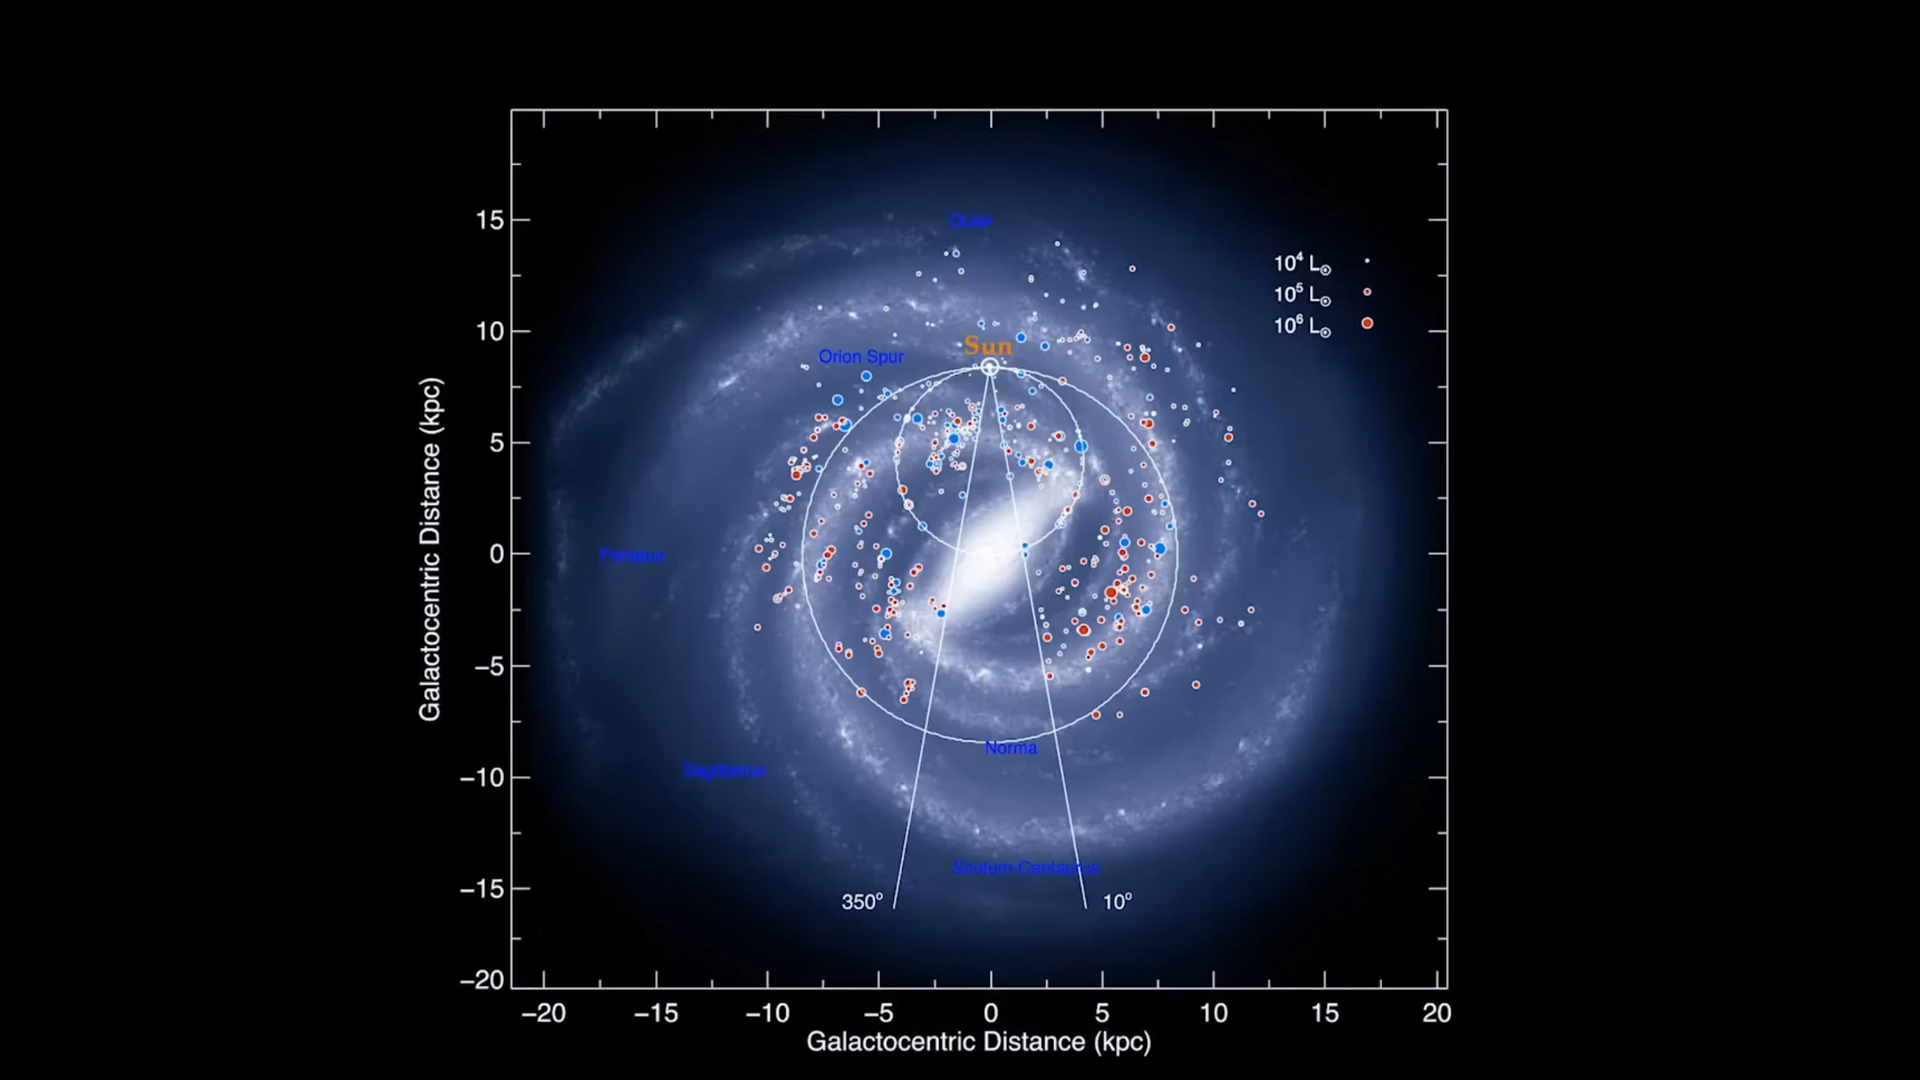 Outer
15
10⁴ L☉
10⁵ L☉
10⁶ L☉
10
Sun
Orion Spur
5
0
Perseus
Galactocentric Distance (kpc)
−5
Norma
Sagittarius
−10
Scutum-Centaurus
−15
350°
10°
−20
−20 −15 −10 −5 0 5 10 15 20
Galactocentric Distance (kpc)